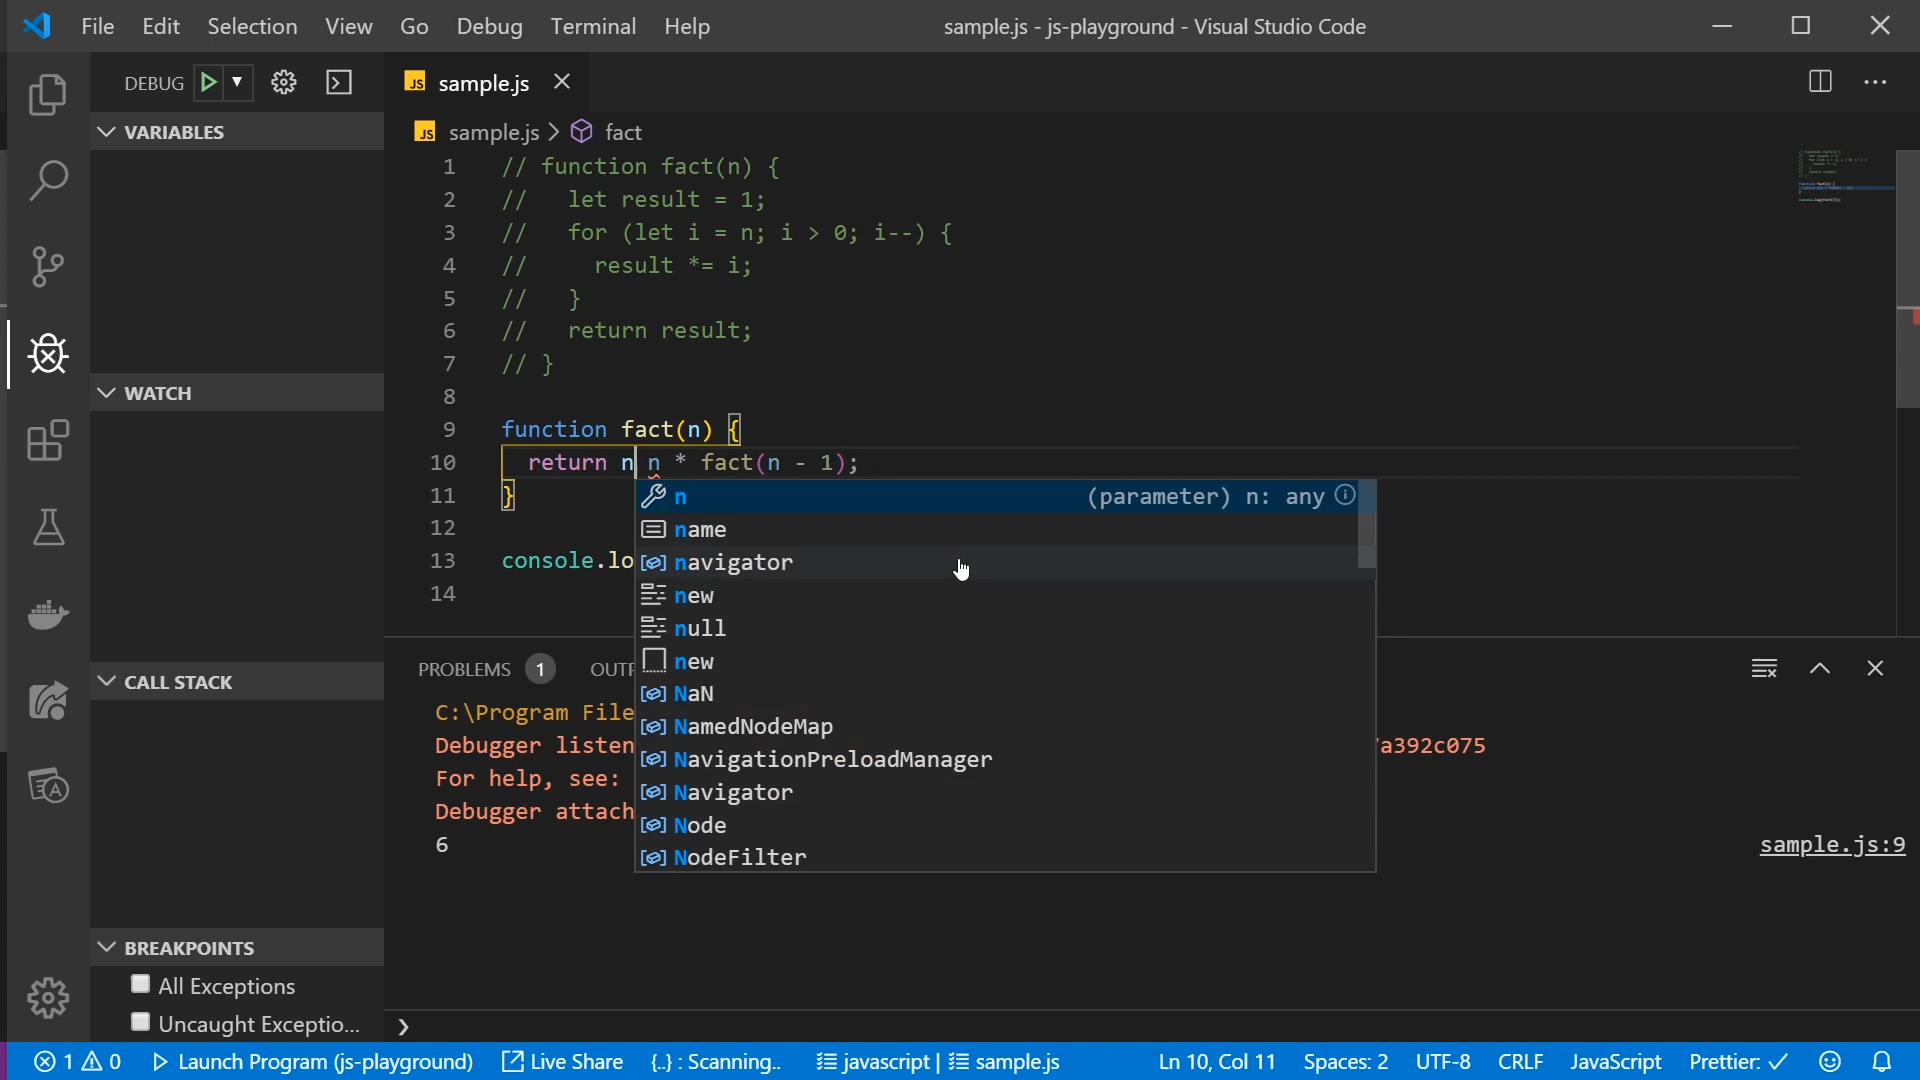 File Edit Selection View Go Debug Terminal Help
sample.js - js-playground - Visual Studio Code
DEBUG
JS sample.js
VARIABLES
JS sample.js > fact
1 // function fact(n) {
2 //   let result = 1;
3 //   for (let i = n; i > 0; i--) {
4 //     result *= i;
5 //   }
6 //   return result;
7 // }
8
WATCH
9 function fact(n) {
10   return n n * fact(n - 1);
11 }
12
13 console.lo
14
n (parameter) n: any
name
navigator
new
null
new
NaN
NamedNodeMap
NavigationPreloadManager
Navigator
Node
NodeFilter
CALL STACK
PROBLEMS 1 OUTP
C:\Program File
Debugger listen a392c075
For help, see:
Debugger attach
6 sample.js:9
BREAKPOINTS
All Exceptions
Uncaught Exceptio...
1 0 Launch Program (js-playground) Live Share {..} : Scanning.. javascript | sample.js Ln 10, Col 11 Spaces: 2 UTF-8 CRLF JavaScript Prettier: ✓